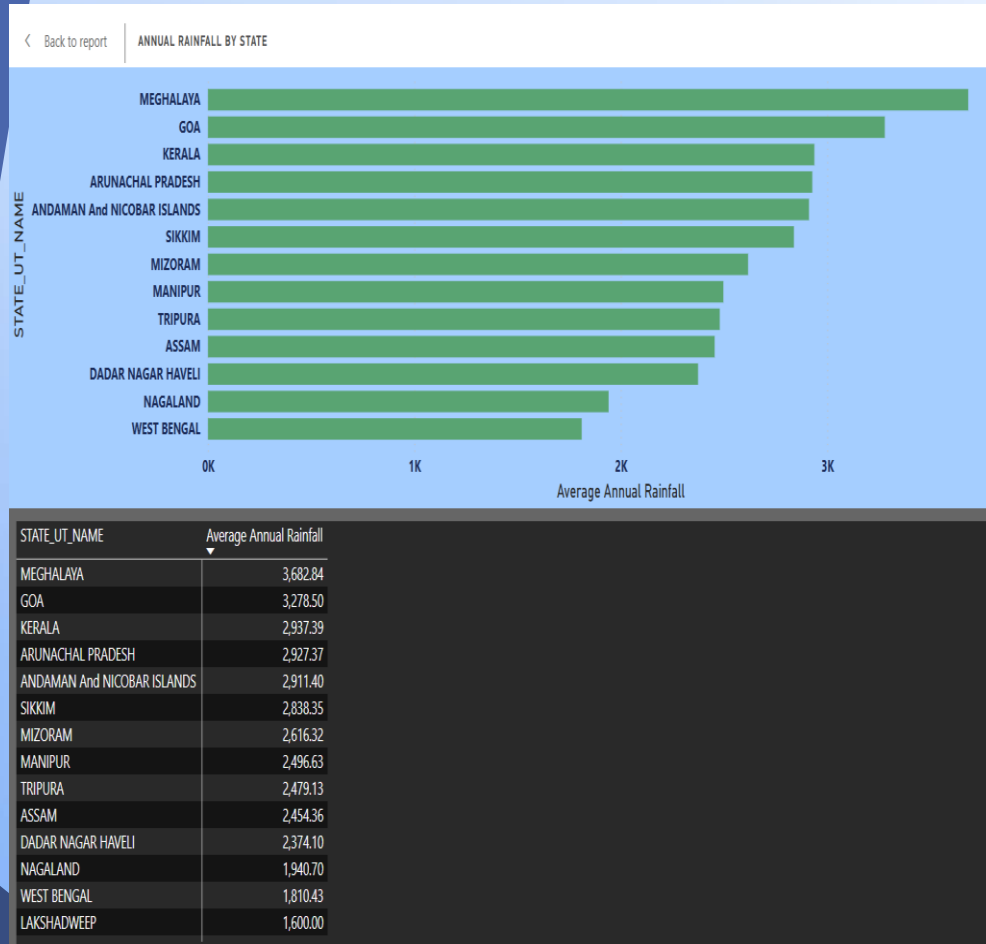 Back to report ANNUAL RAINFALL BY STATE
STATE_UT_NAME
MEGHALAYA
GOA
KERALA
ARUNACHAL PRADESH
ANDAMAN And NICOBAR ISLANDS
SIKKIM
MIZORAM
MANIPUR
TRIPURA
ASSAM
DADAR NAGAR HAVELI
NAGALAND
WEST BENGAL
0K 1K 2K 3K
Average Annual Rainfall
STATE_UT_NAME Average Annual Rainfall
MEGHALAYA 3,682.84
GOA 3,278.50
KERALA 2,937.39
ARUNACHAL PRADESH 2,927.37
ANDAMAN And NICOBAR ISLANDS 2,911.40
SIKKIM 2,838.35
MIZORAM 2,616.32
MANIPUR 2,496.63
TRIPURA 2,479.13
ASSAM 2,454.36
DADAR NAGAR HAVELI 2,374.10
NAGALAND 1,940.70
WEST BENGAL 1,810.43
LAKSHADWEEP 1,600.00